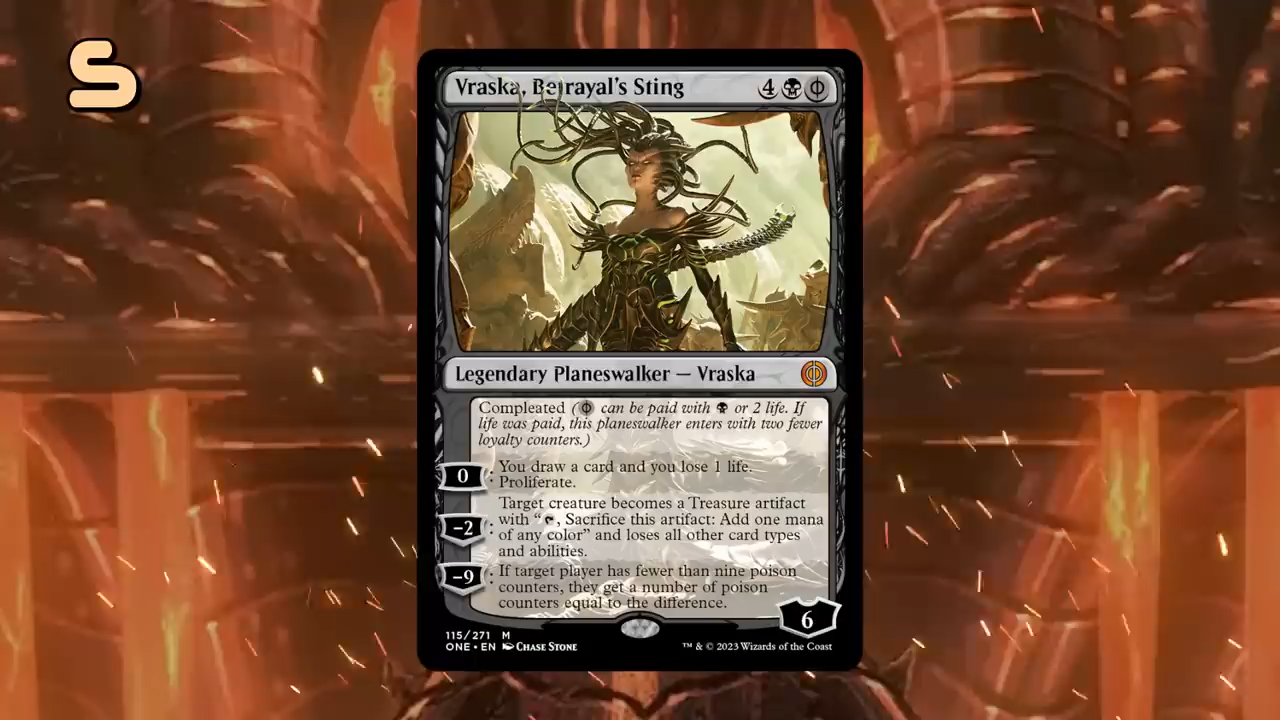 S
Vraska, Betrayal's Sting 4
Legendary Planeswalker — Vraska
Compleated ( can be paid with or 2 life. If
life was paid, this planeswalker enters with two fewer
loyalty counters.)
0 : You draw a card and you lose 1 life.
Proliferate.
Target creature becomes a Treasure artifact
−2 : with “ , Sacrifice this artifact: Add one mana
of any color” and loses all other card types
and abilities.
−9 : If target player has fewer than nine poison
counters, they get a number of poison
counters equal to the difference.
6
115/271 M
ONE • EN CHASE STONE
™ & © 2023 Wizards of the Coast